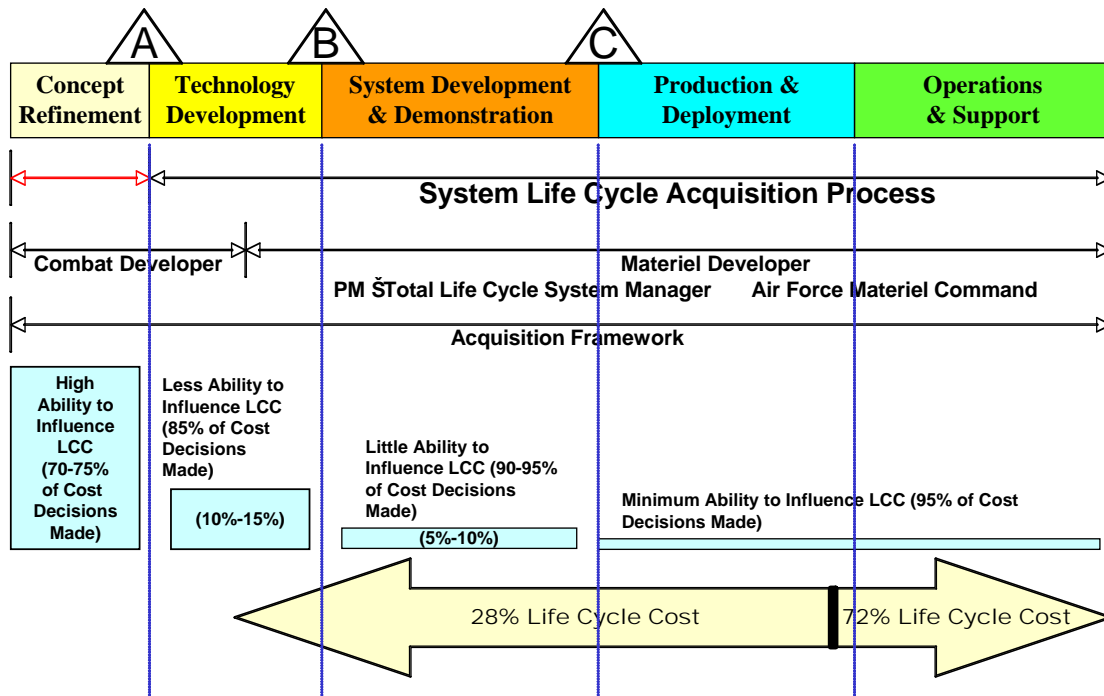 A
B
C
Concept
Refinement
Technology
Development
System Development
& Demonstration
Production &
Deployment
Operations
& Support
System Life Cycle Acquisition Process
Combat Developer
Materiel Developer
PM ŠTotal Life Cycle System Manager
Air Force Materiel Command
Acquisition Framework
High
Ability to
Influence
LCC
(70-75%
of Cost
Decisions
Made)
Less Ability to
Influence LCC
(85% of Cost
Decisions
Made)
(10%-15%)
Little Ability to
Influence LCC (90-95%
of Cost Decisions
Made)
(5%-10%)
Minimum Ability to Influence LCC (95% of Cost
Decisions Made)
28% Life Cycle Cost
72% Life Cycle Cost